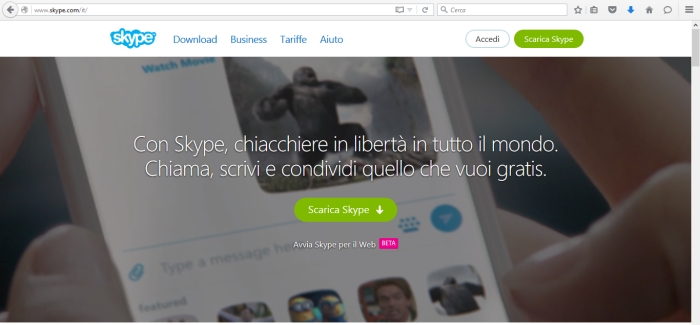 www.skype.com/it/
Cerca
skype
Download Business Tariffe Aiuto Accedi Scarica Skype
Watch Movie
Con Skype, chiacchiere in libertà in tutto il mondo.
Chiama, scrivi e condividi quello che vuoi gratis.
Scarica Skype
Avvia Skype per il Web BETA
Type a message here
featured